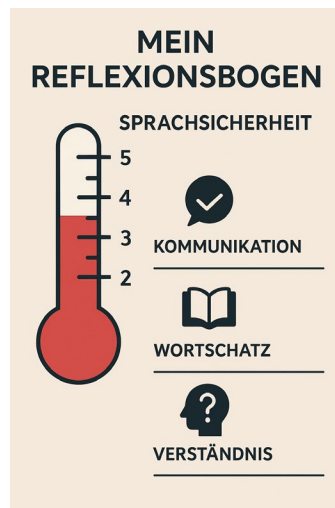 MEIN
REFLEXIONSBOGEN
SPRACHSICHERHEIT
5
4
3
2
KOMMUNIKATION
WORTSCHATZ
?
VERSTÄNDNIS